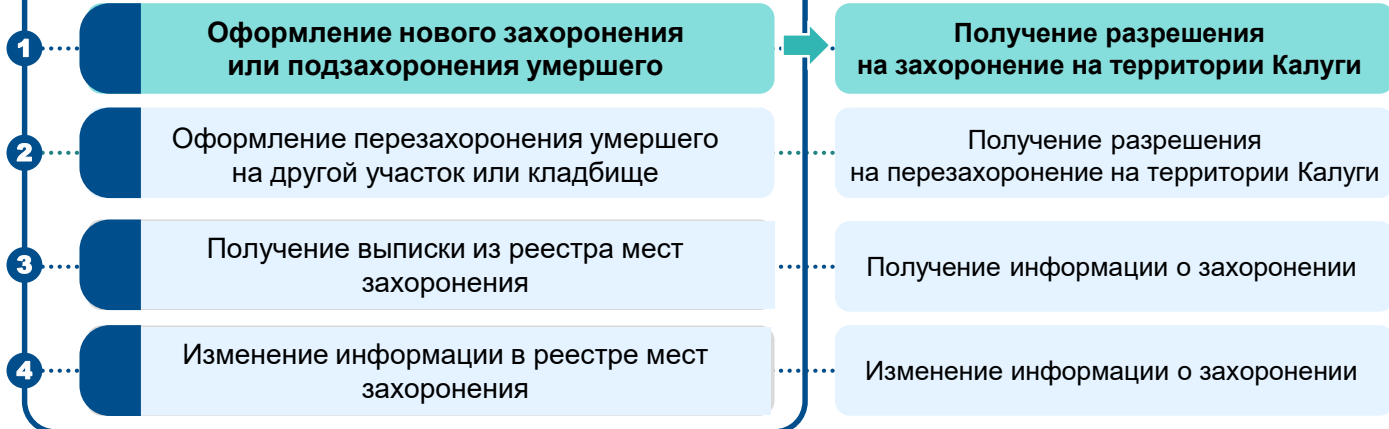 1
Оформление нового захоронения
или подзахоронения умершего
Получение разрешения
на захоронение на территории Калуги
2
Оформление перезахоронения умершего
на другой участок или кладбище
Получение разрешения
на перезахоронение на территории Калуги
3
Получение выписки из реестра мест
захоронения
Получение информации о захоронении
4
Изменение информации в реестре мест
захоронения
Изменение информации о захоронении